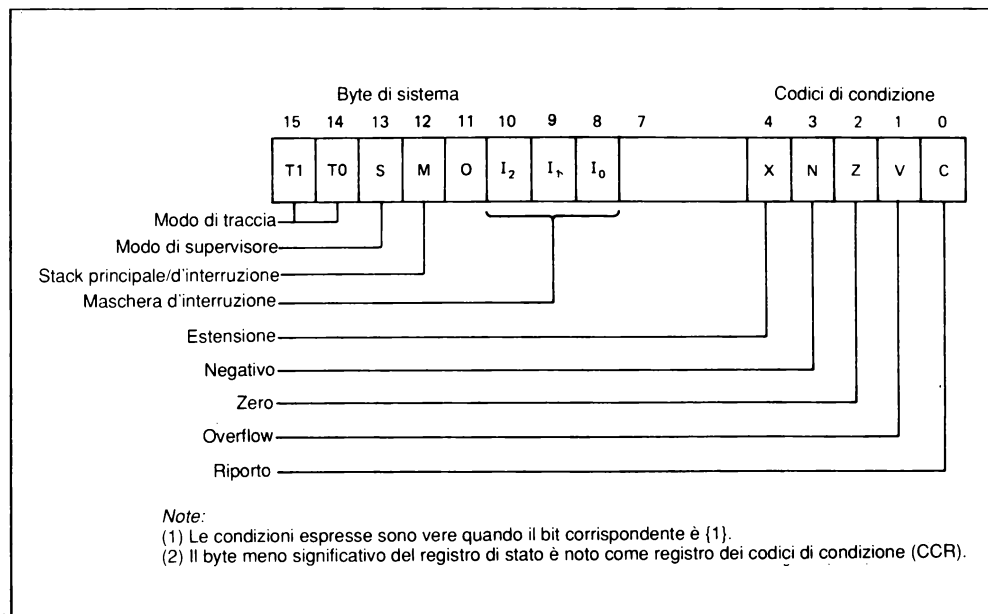 Byte di sistema Codici di condizione
15 14 13 12 11 10 9 8 7 4 3 2 1 0
T1 T0 S M O I2 I1 I0 X N Z V C
Modo di traccia
Modo di supervisore
Stack principale/d'interruzione
Maschera d'interruzione
Estensione
Negativo
Zero
Overflow
Riporto
Note:
(1) Le condizioni espresse sono vere quando il bit corrispondente è {1}.
(2) Il byte meno significativo del registro di stato è noto come registro dei codici di condizione (CCR).